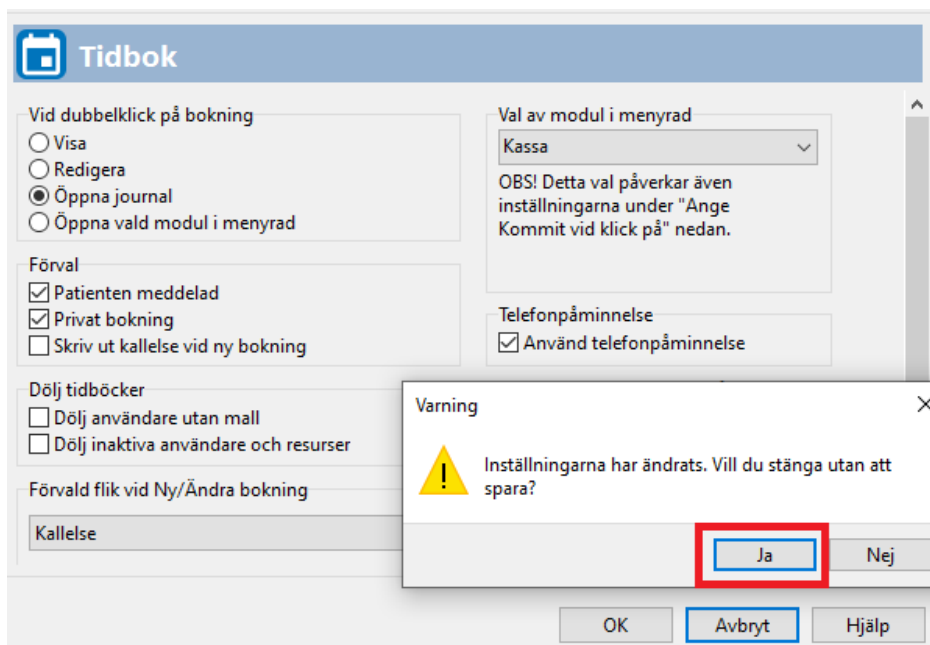 Tidbok
Vid dubbelklick på bokning
Visa
Redigera
Öppna journal
Öppna vald modul i menyrad
Val av modul i menyrad
Kassa
OBS! Detta val påverkar även
inställningarna under "Ange
Kommit vid klick på" nedan.
Förval
Patienten meddelad
Privat bokning
Skriv ut kallelse vid ny bokning
Telefonpåminnelse
Använd telefonpåminnelse
Dölj tidböcker
Dölj användare utan mall
Dölj inaktiva användare och resurser
Förvald flik vid Ny/Ändra bokning
Kallelse
Varning
Inställningarna har ändrats. Vill du stänga utan att
spara?
Ja
Nej
OK
Avbryt
Hjälp